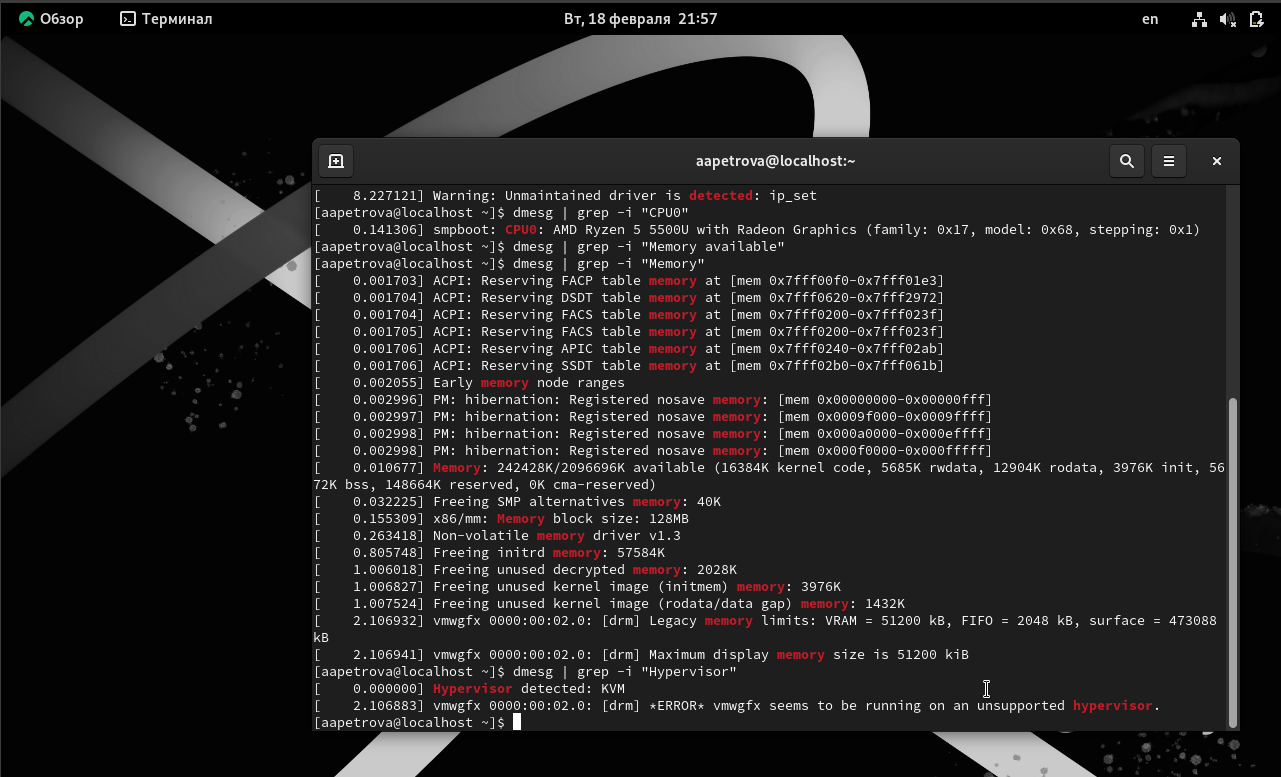 Обзор
Терминал
Вт, 18 февраля 21:57
en
aapetrova@localhost:~
[    8.227121] Warning: Unmaintained driver is detected: ip_set
[aapetrova@localhost ~]$ dmesg | grep -i "CPU0"
[    0.141306] smpboot: CPU0: AMD Ryzen 5 5500U with Radeon Graphics (family: 0x17, model: 0x68, stepping: 0x1)
[aapetrova@localhost ~]$ dmesg | grep -i "Memory available"
[aapetrova@localhost ~]$ dmesg | grep -i "Memory"
[    0.001703] ACPI: Reserving FACP table memory at [mem 0x7fff00f0-0x7fff01e3]
[    0.001704] ACPI: Reserving DSDT table memory at [mem 0x7fff0620-0x7fff2972]
[    0.001704] ACPI: Reserving FACS table memory at [mem 0x7fff0200-0x7fff023f]
[    0.001705] ACPI: Reserving FACS table memory at [mem 0x7fff0200-0x7fff023f]
[    0.001706] ACPI: Reserving APIC table memory at [mem 0x7fff0240-0x7fff02ab]
[    0.001706] ACPI: Reserving SSDT table memory at [mem 0x7fff02b0-0x7fff061b]
[    0.002055] Early memory node ranges
[    0.002996] PM: hibernation: Registered nosave memory: [mem 0x00000000-0x00000fff]
[    0.002997] PM: hibernation: Registered nosave memory: [mem 0x0009f000-0x0009ffff]
[    0.002998] PM: hibernation: Registered nosave memory: [mem 0x000a0000-0x000effff]
[    0.002998] PM: hibernation: Registered nosave memory: [mem 0x000f0000-0x000fffff]
[    0.010677] Memory: 242428K/2096696K available (16384K kernel code, 5685K rwdata, 12904K rodata, 3976K init, 56
72K bss, 148664K reserved, 0K cma-reserved)
[    0.032225] Freeing SMP alternatives memory: 40K
[    0.155309] x86/mm: Memory block size: 128MB
[    0.263418] Non-volatile memory driver v1.3
[    0.805748] Freeing initrd memory: 57584K
[    1.006018] Freeing unused decrypted memory: 2028K
[    1.006827] Freeing unused kernel image (initmem) memory: 3976K
[    1.007524] Freeing unused kernel image (rodata/data gap) memory: 1432K
[    2.106932] vmwgfx 0000:00:02.0: [drm] Legacy memory limits: VRAM = 51200 kB, FIFO = 2048 kB, surface = 473088
kB
[    2.106941] vmwgfx 0000:00:02.0: [drm] Maximum display memory size is 51200 kiB
[aapetrova@localhost ~]$ dmesg | grep -i "Hypervisor"
[    0.000000] Hypervisor detected: KVM
[    2.106883] vmwgfx 0000:00:02.0: [drm] *ERROR* vmwgfx seems to be running on an unsupported hypervisor.
[aapetrova@localhost ~]$